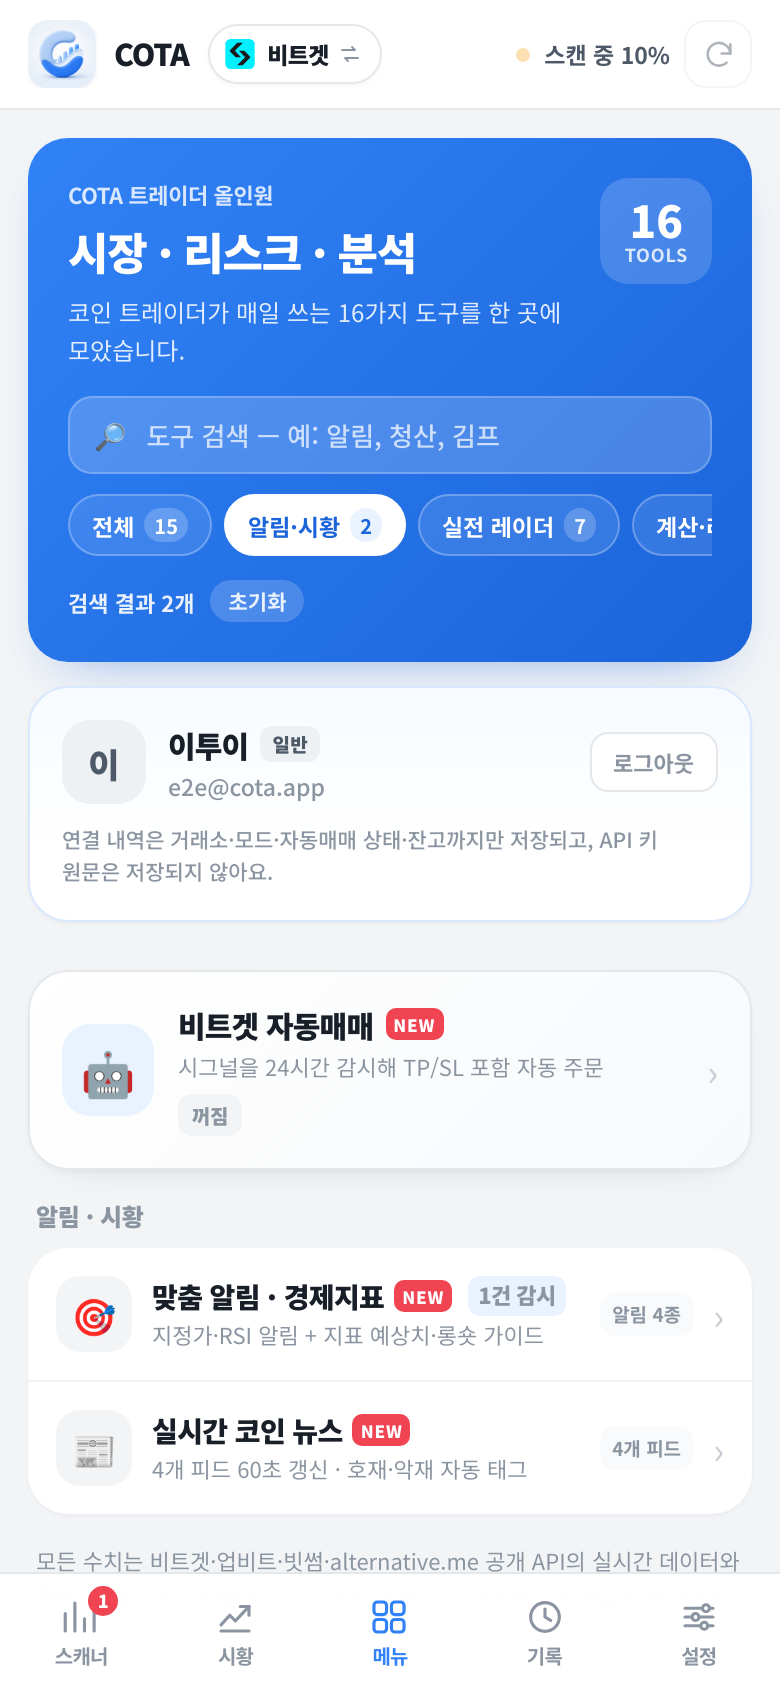 COTA
비트겟
스캔 중 10%
COTA 트레이더 올인원
시장 · 리스크 · 분석
16
TOOLS
코인 트레이더가 매일 쓰는 16가지 도구를 한 곳에
모았습니다.
도구 검색 — 예: 알림, 청산, 김프
전체 15
알림·시황 2
실전 레이더 7
계산·
검색 결과 2개
초기화
이
이투이
일반
e2e@cota.app
로그아웃
연결 내역은 거래소·모드·자동매매 상태·잔고까지만 저장되고, API 키
원문은 저장되지 않아요.
비트겟 자동매매
NEW
시그널을 24시간 감시해 TP/SL 포함 자동 주문
꺼짐
알림 · 시황
맞춤 알림 · 경제지표
NEW
1건 감시
지정가·RSI 알림 + 지표 예상치·롱숏 가이드
알림 4종
실시간 코인 뉴스
NEW
4개 피드 60초 갱신 · 호재·악재 자동 태그
4개 피드
모든 수치는 비트겟·업비트·빗썸·alternative.me 공개 API의 실시간 데이터와
1
스캐너
시황
메뉴
기록
설정